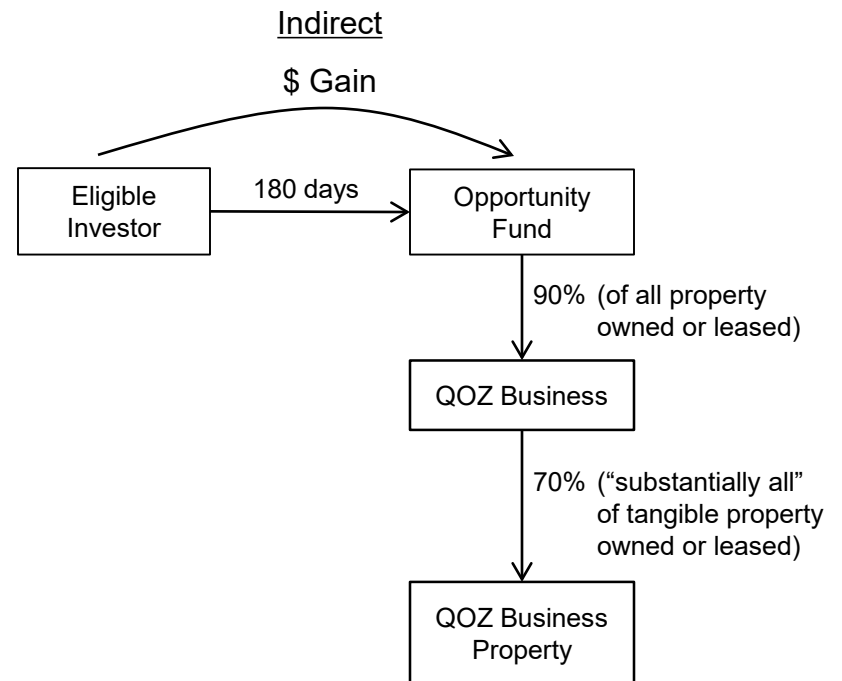 Indirect
$ Gain
Eligible
Investor
180 days
Opportunity
Fund
90% (of all property
owned or leased)
QOZ Business
70% (“substantially all”
of tangible property
owned or leased)
QOZ Business
Property